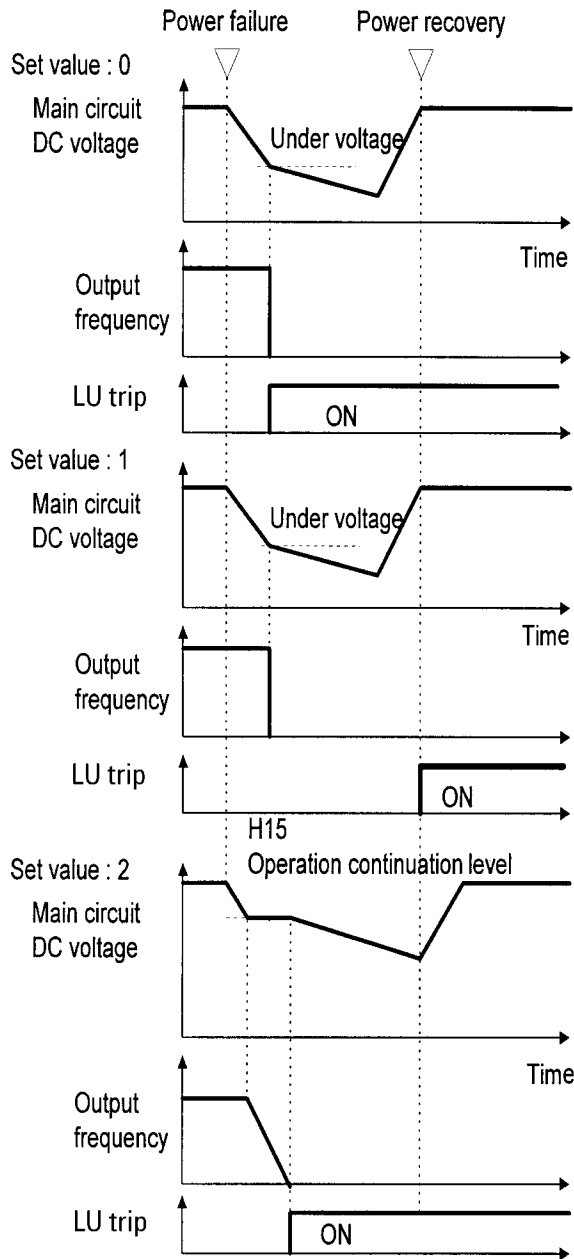 Power failure
Power recovery
Set value : 0
Main circuit
DC voltage
Under voltage
Time
Output
frequency
LU trip
ON
Set value : 1
Main circuit
DC voltage
Under voltage
Time
Output
frequency
LU trip
ON
H15
Operation continuation level
Set value : 2
Main circuit
DC voltage
Time
Output
frequency
LU trip
ON